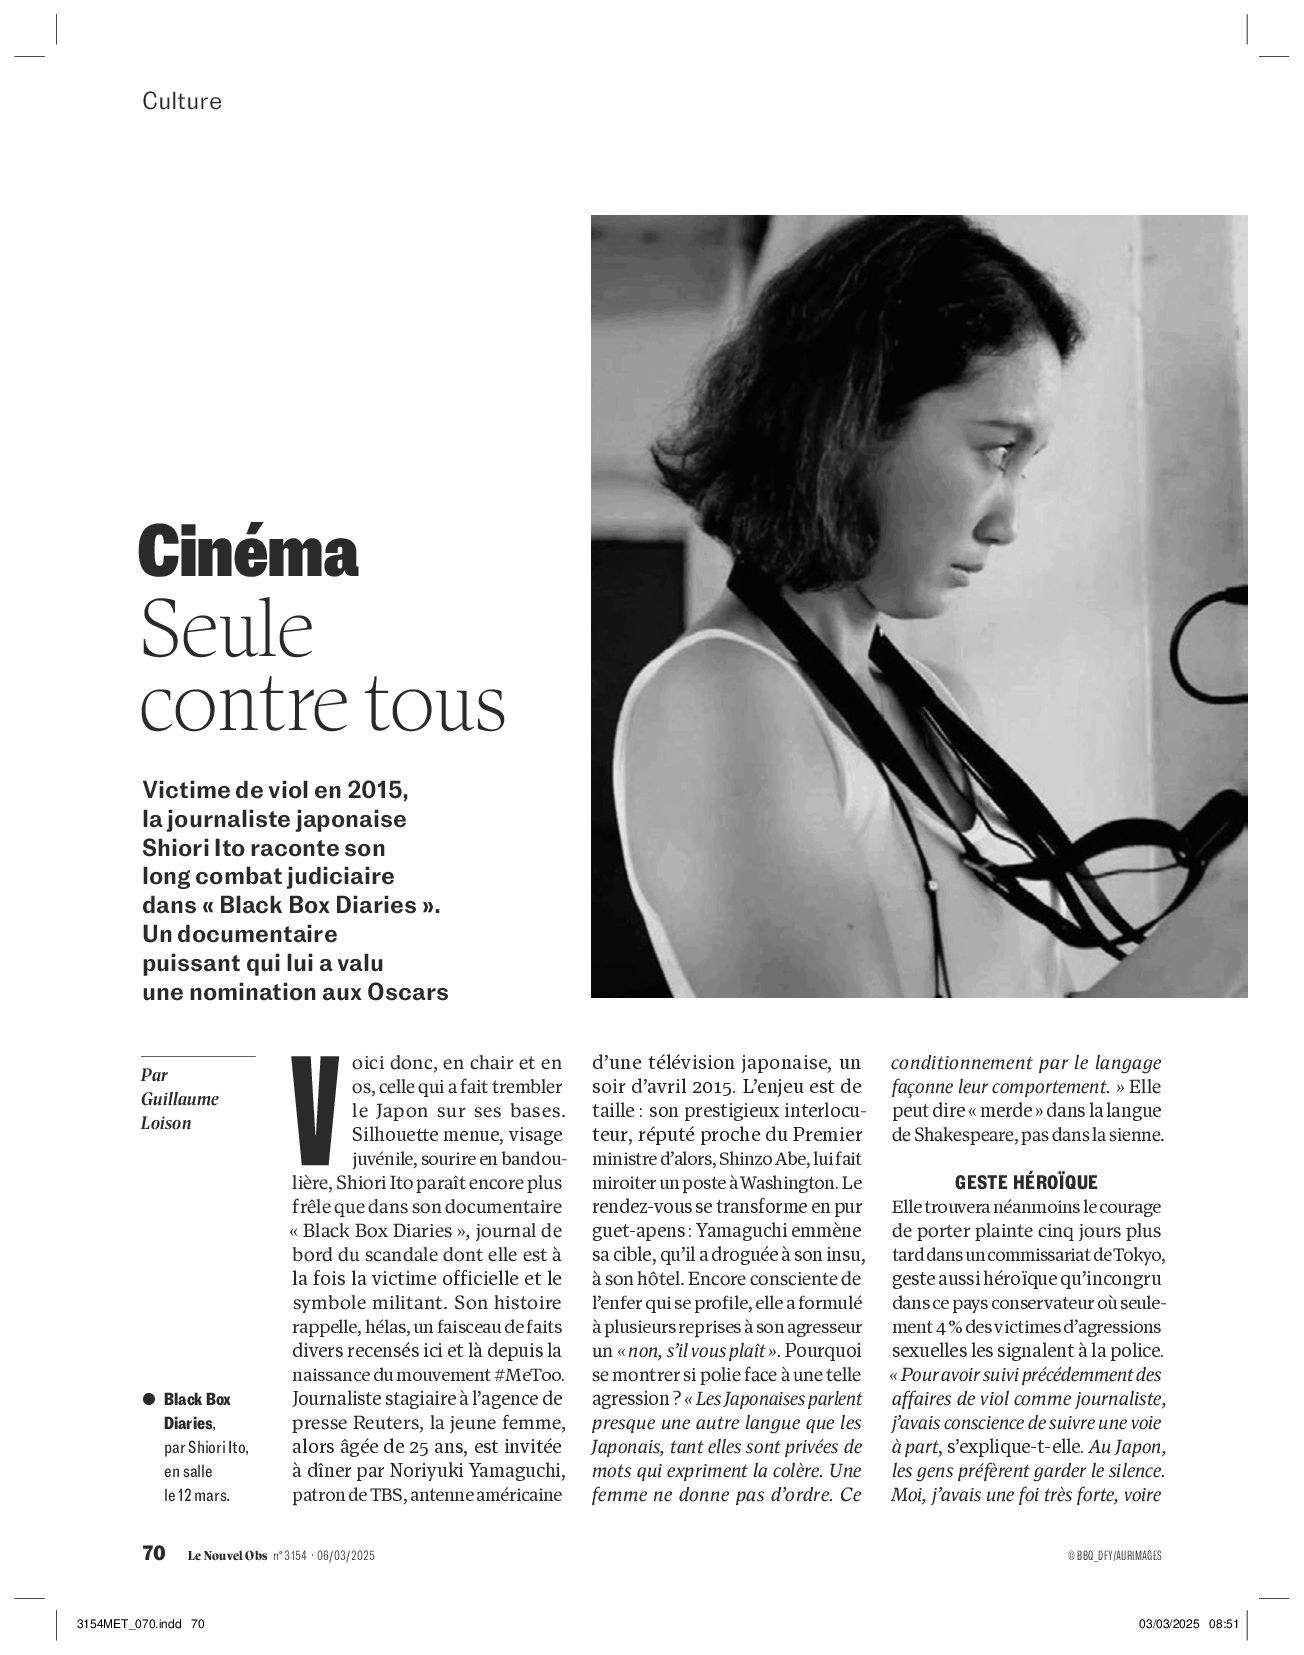 Culture
Cinéma
Seule
contre tous
Victime de viol en 2015,
la journaliste japonaise
Shiori Ito raconte son
long combat judiciaire
dans « Black Box Diaries ».
Un documentaire
puissant qui lui a valu
une nomination aux Oscars
Par
Guillaume
Loison
● Black Box
Diaries,
par Shiori Ito,
en salle
le 12 mars.
Voici donc, en chair et en
os, celle qui a fait trembler
le Japon sur ses bases.
Silhouette menue, visage
juvénile, sourire en bandou-
lière, Shiori Ito paraît encore plus
frêle que dans son documentaire
« Black Box Diaries », journal de
bord du scandale dont elle est à
la fois la victime officielle et le
symbole militant. Son histoire
rappelle, hélas, un faisceau de faits
divers recensés ici et là depuis la
naissance du mouvement #MeToo.
Journaliste stagiaire à l’agence de
presse Reuters, la jeune femme,
alors âgée de 25 ans, est invitée
à dîner par Noriyuki Yamaguchi,
patron de TBS, antenne américaine
d’une télévision japonaise, un
soir d’avril 2015. L’enjeu est de
taille : son prestigieux interlocu-
teur, réputé proche du Premier
ministre d’alors, Shinzo Abe, lui fait
miroiter un poste à Washington. Le
rendez-vous se transforme en pur
guet-apens : Yamaguchi emmène
sa cible, qu’il a droguée à son insu,
à son hôtel. Encore consciente de
l’enfer qui se profile, elle a formulé
à plusieurs reprises à son agresseur
un « non, s’il vous plaît ». Pourquoi
se montrer si polie face à une telle
agression ? « Les Japonaises parlent
presque une autre langue que les
Japonais, tant elles sont privées de
mots qui expriment la colère. Une
femme ne donne pas d’ordre. Ce
conditionnement par le langage
façonne leur comportement. » Elle
peut dire « merde » dans la langue
de Shakespeare, pas dans la sienne.
GESTE HÉROÏQUE
Elle trouvera néanmoins le courage
de porter plainte cinq jours plus
tard dans un commissariat de Tokyo,
geste aussi héroïque qu’incongru
dans ce pays conservateur où seule-
ment 4 % des victimes d’agressions
sexuelles les signalent à la police.
« Pour avoir suivi précédemment des
affaires de viol comme journaliste,
j’avais conscience de suivre une voie
à part, s’explique-t-elle. Au Japon,
les gens préfèrent garder le silence.
Moi, j’avais une foi très forte, voire
70 Le Nouvel Obs n° 3154 · 06/03/2025
© BBQ_DFY/AURIMAGES
3154MET_070.indd 70
03/03/2025 08:51